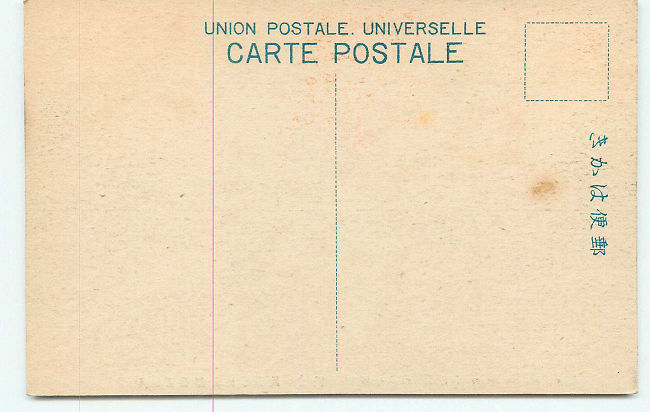 UNION POSTALE. UNIVERSELLE
CARTE POSTALE
郵便はかき